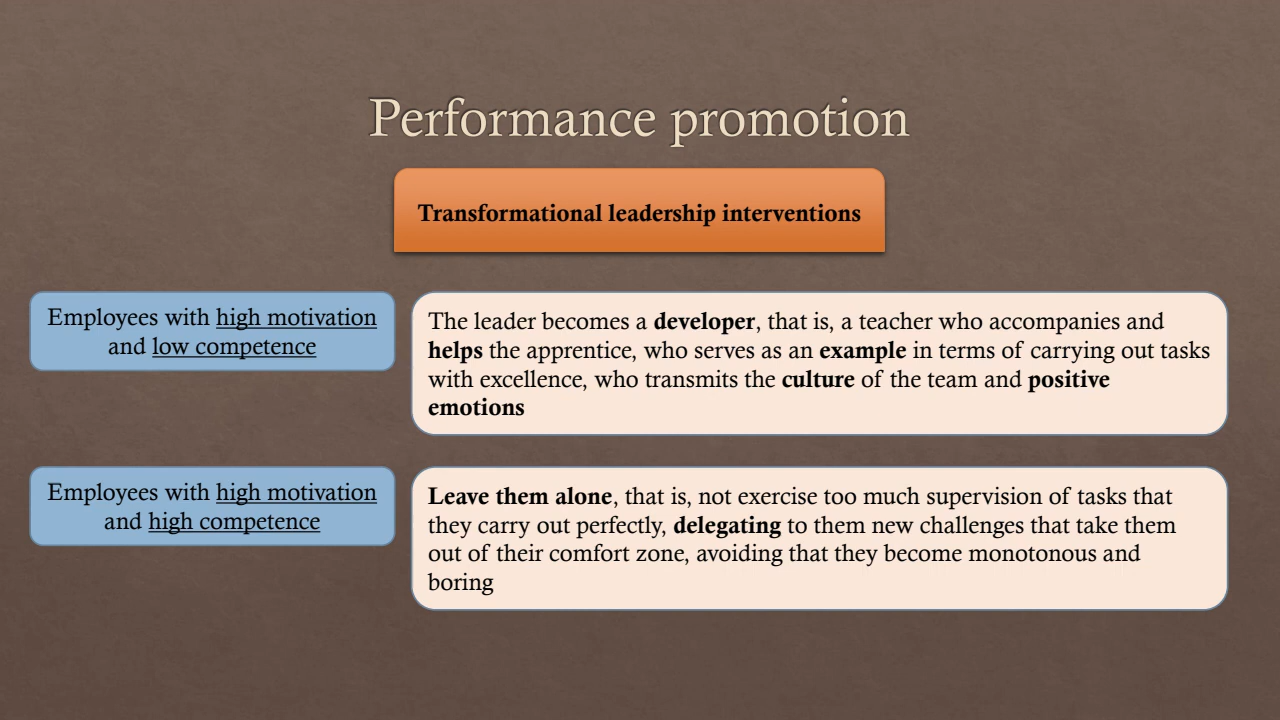 Performance promotion
Transformational leadership interventions
Employees with high motivation
and low competence
The leader becomes a developer, that is, a teacher who accompanies and
helps the apprentice, who serves as an example in terms of carrying out tasks
with excellence, who transmits the culture of the team and positive
emotions
Employees with high motivation
and high competence
Leave them alone, that is, not exercise too much supervision of tasks that
they carry out perfectly, delegating to them new challenges that take them
out of their comfort zone, avoiding that they become monotonous and
boring